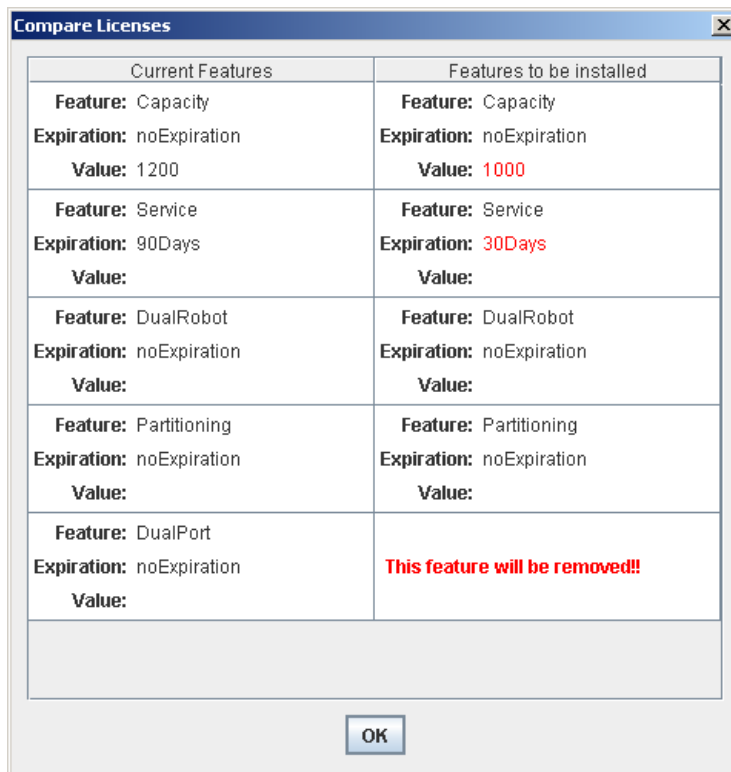 Compare Licenses
Current Features Features to be installed
Feature: Capacity Feature: Capacity
Expiration: noExpiration Expiration: noExpiration
Value: 1200 Value: 1000
Feature: Service Feature: Service
Expiration: 90Days Expiration: 30Days
Value: Value:
Feature: DualRobot Feature: DualRobot
Expiration: noExpiration Expiration: noExpiration
Value: Value:
Feature: Partitioning Feature: Partitioning
Expiration: noExpiration Expiration: noExpiration
Value: Value:
Feature: DualPort
Expiration: noExpiration This feature will be removed!!
Value:
OK